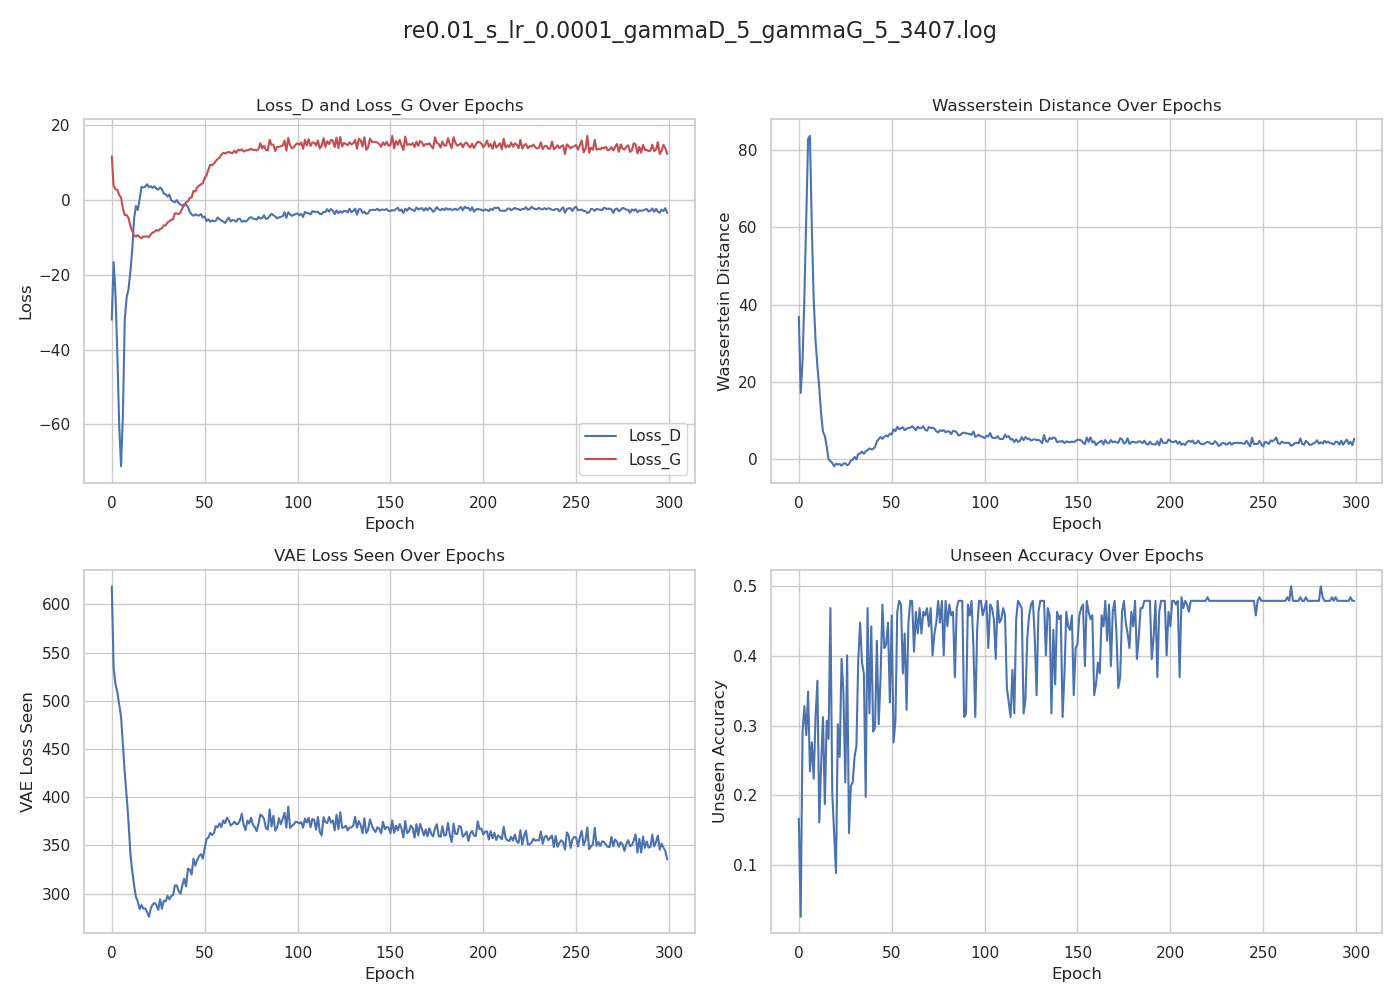 re0.01_s_lr_0.0001_gammaD_5_gammaG_5_3407.log
Loss_D and Loss_G Over Epochs
20
0
−20
−40
−60
Loss
Loss_D
Loss_G
0 50 100 150 200 250 300
Epoch
Wasserstein Distance Over Epochs
80
60
40
20
0
Wasserstein Distance
0 50 100 150 200 250 300
Epoch
VAE Loss Seen Over Epochs
600
550
500
450
400
350
300
VAE Loss Seen
0 50 100 150 200 250 300
Epoch
Unseen Accuracy Over Epochs
0.5
0.4
0.3
0.2
0.1
Unseen Accuracy
0 50 100 150 200 250 300
Epoch